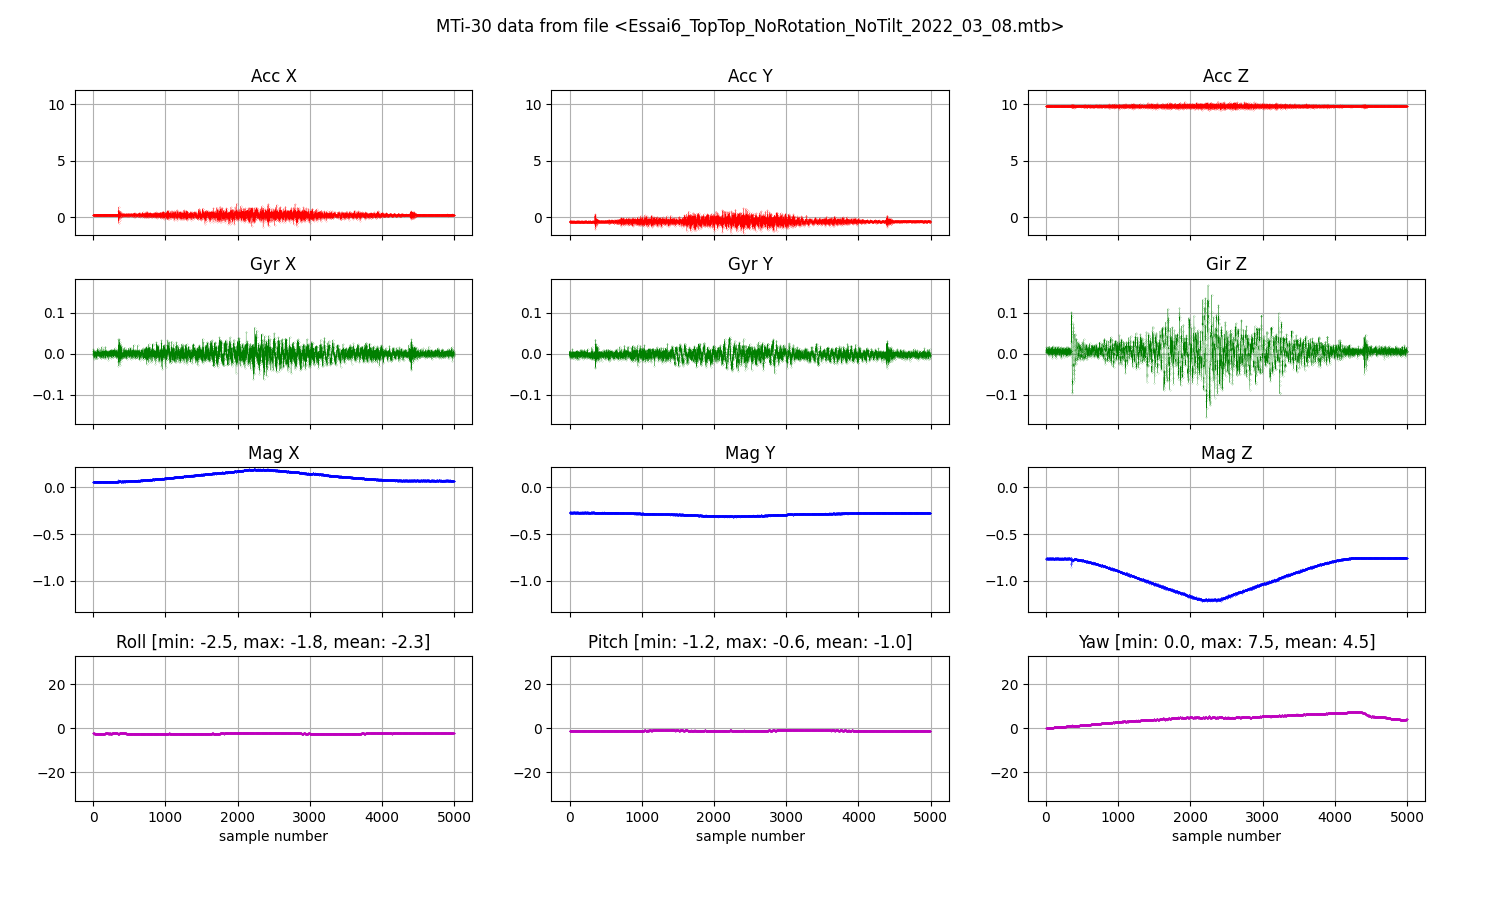 MTi-30 data from file <Essai6_TopTop_NoRotation_NoTilt_2022_03_08.mtb>
Acc X
Acc Y
Acc Z
10
5
0
10
5
0
10
5
0
Gyr X
Gyr Y
Gir Z
0.1
0.0
−0.1
0.1
0.0
−0.1
0.1
0.0
−0.1
Mag X
Mag Y
Mag Z
0.0
−0.5
−1.0
0.0
−0.5
−1.0
0.0
−0.5
−1.0
Roll [min: -2.5, max: -1.8, mean: -2.3]
Pitch [min: -1.2, max: -0.6, mean: -1.0]
Yaw [min: 0.0, max: 7.5, mean: 4.5]
20
0
−20
20
0
−20
20
0
−20
0 1000 2000 3000 4000 5000
0 1000 2000 3000 4000 5000
0 1000 2000 3000 4000 5000
sample number
sample number
sample number